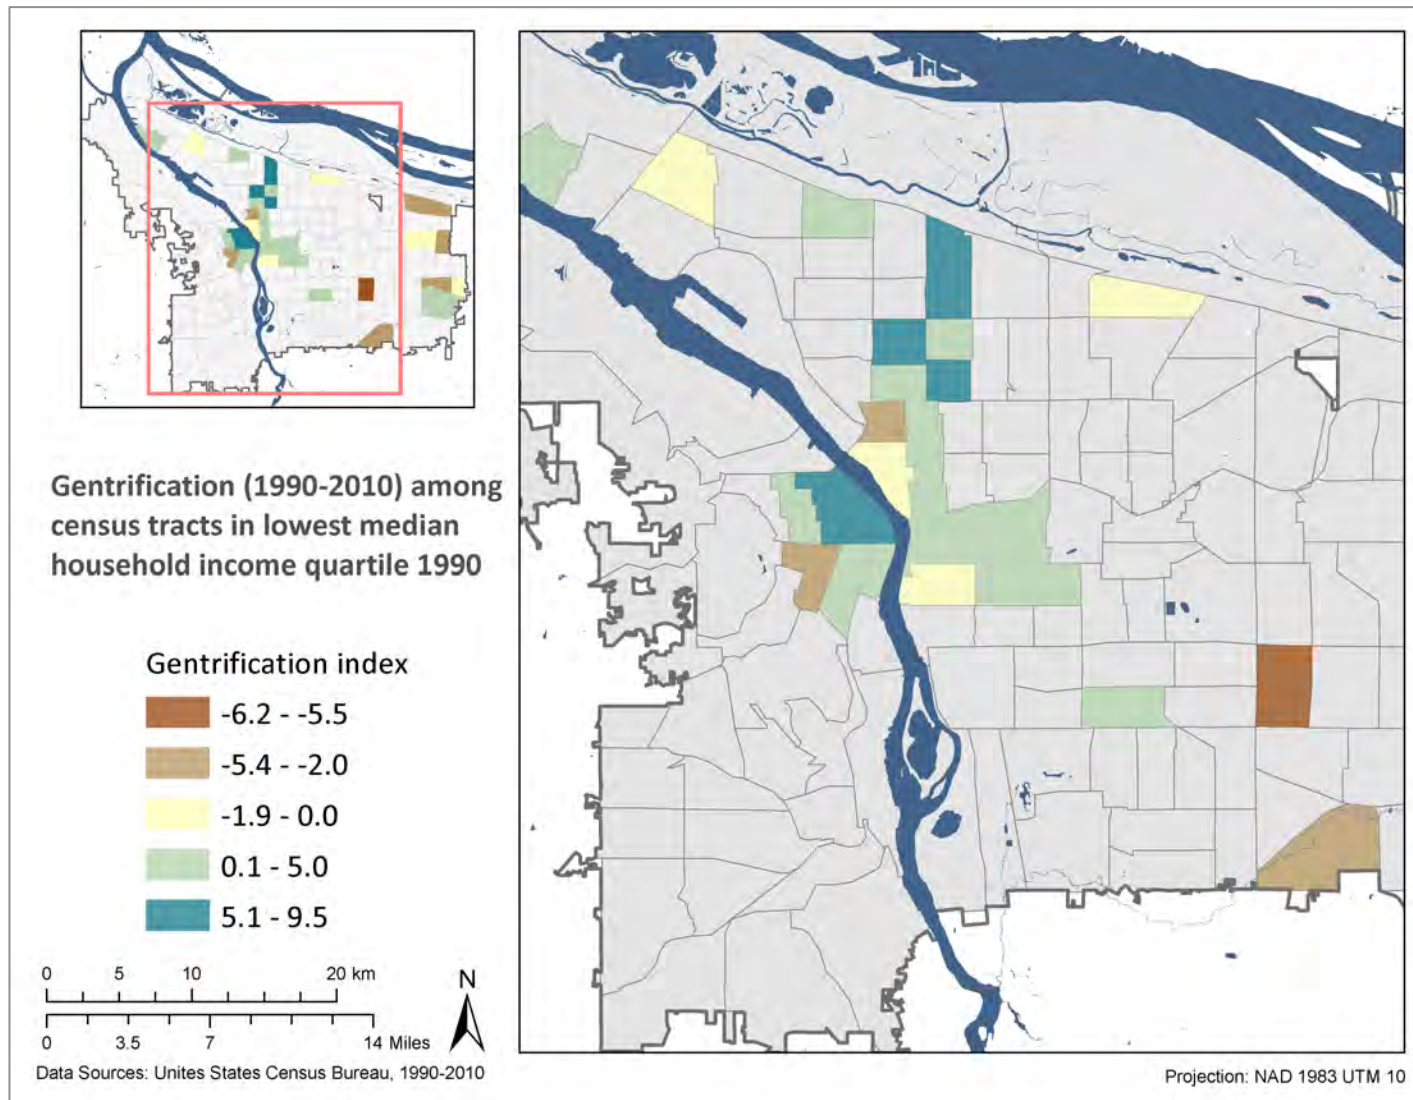 Gentrification (1990-2010) among
census tracts in lowest median
household income quartile 1990
Gentrification index
-6.2 - -5.5
-5.4 - -2.0
-1.9 - 0.0
0.1 - 5.0
5.1 - 9.5
0 5 10 20 km
N
0 3.5 7 14 Miles
Data Sources: Unites States Census Bureau, 1990-2010
Projection: NAD 1983 UTM 10